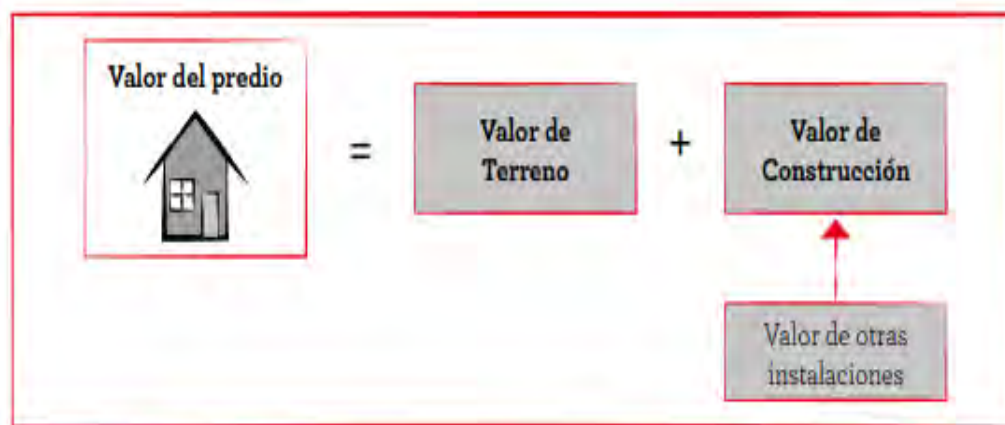 Valor del predio
=
Valor de
Terreno
+
Valor de
Construcción
Valor de otras
instalaciones